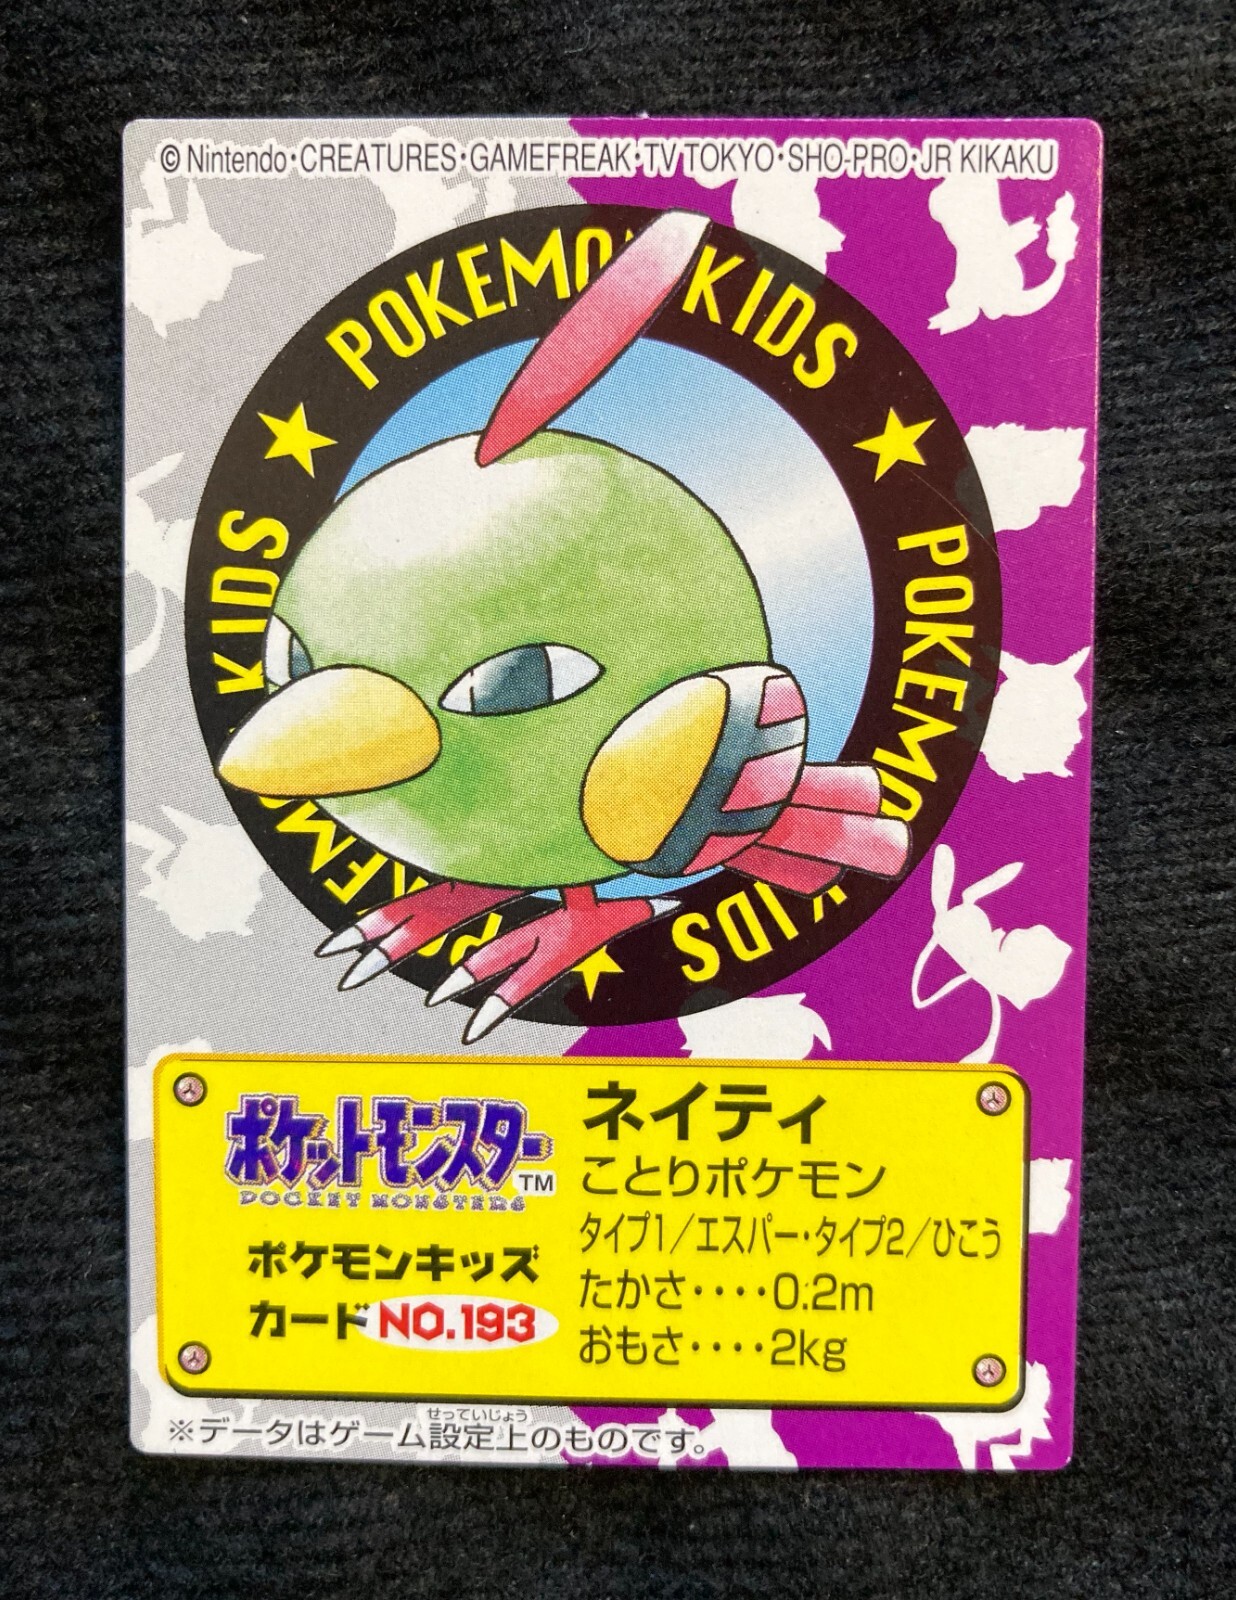 © Nintendo・CREATURES・GAMEFREAK・TV TOKYO・SHO-PRO・JR KIKAKU
POKEMON KIDS ★ POKEMON KIDS ★ POKEMON KIDS ★
ポケットモンスター TM
POCKET MONSTERS
ポケモンキッズ
カード NO.193
ネイティ
ことりポケモン
タイプ1/エスパー・タイプ2/ひこう
たかさ・・・・0.2m
おもさ・・・・2kg
※データはゲーム設定上のものです。
せっていじょう